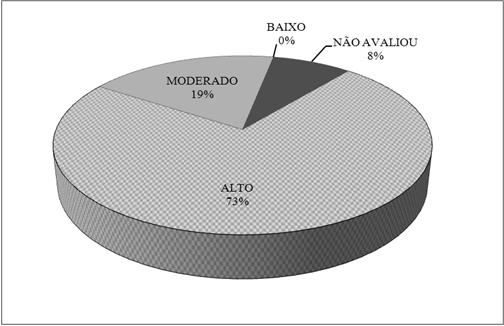 BAIXO
0%
NÃO AVALIOU
8%
MODERADO
19%
ALTO
73%